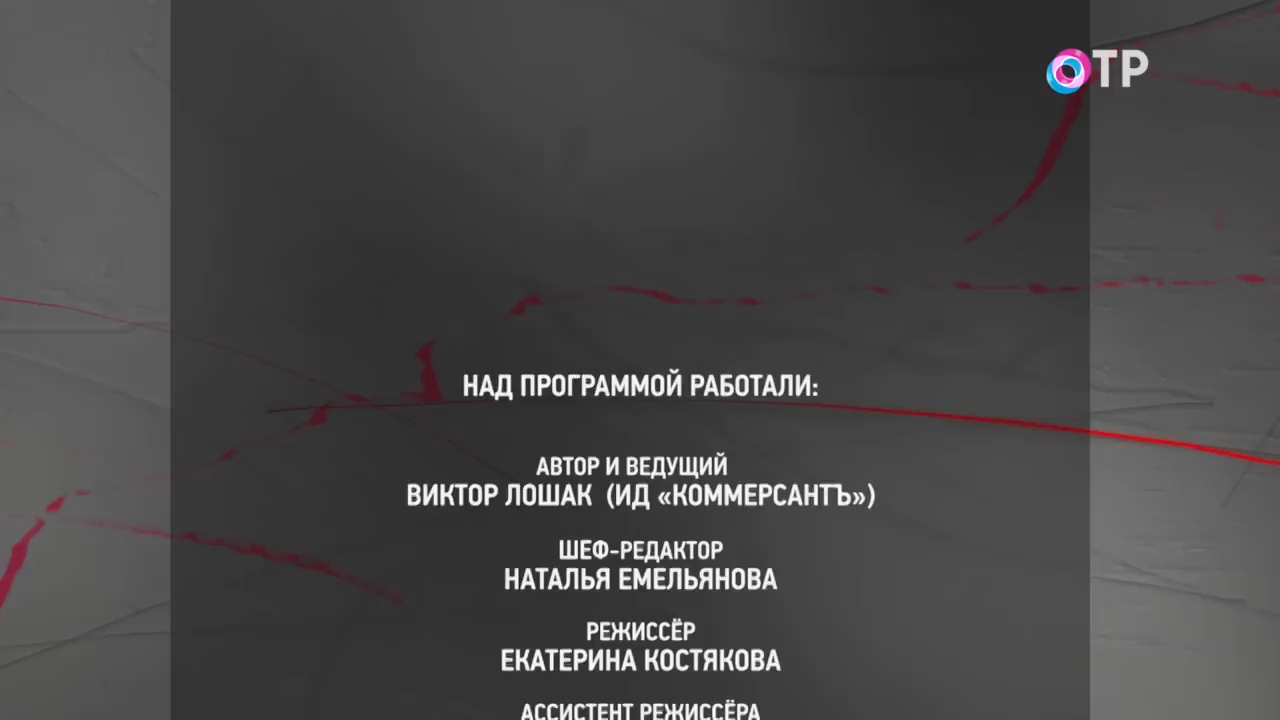 ОТР
НАД ПРОГРАММОЙ РАБОТАЛИ:
АВТОР И ВЕДУЩИЙ
ВИКТОР ЛОШАК (ИД «КОММЕРСАНТЪ»)
ШЕФ-РЕДАКТОР
НАТАЛЬЯ ЕМЕЛЬЯНОВА
РЕЖИССЁР
ЕКАТЕРИНА КОСТЯКОВА
АССИСТЕНТ РЕЖИССЁРА